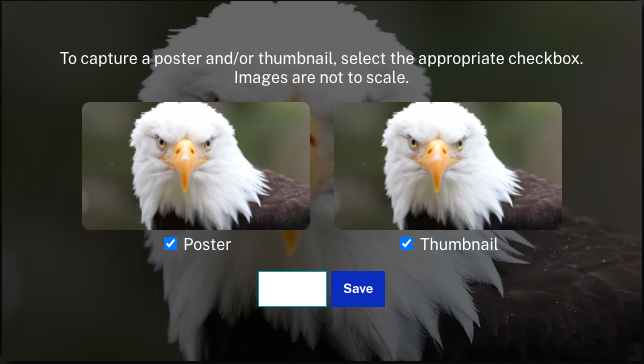 To capture a poster and/or thumbnail, select the appropriate checkbox.
Images are not to scale.
Poster
Thumbnail
Save